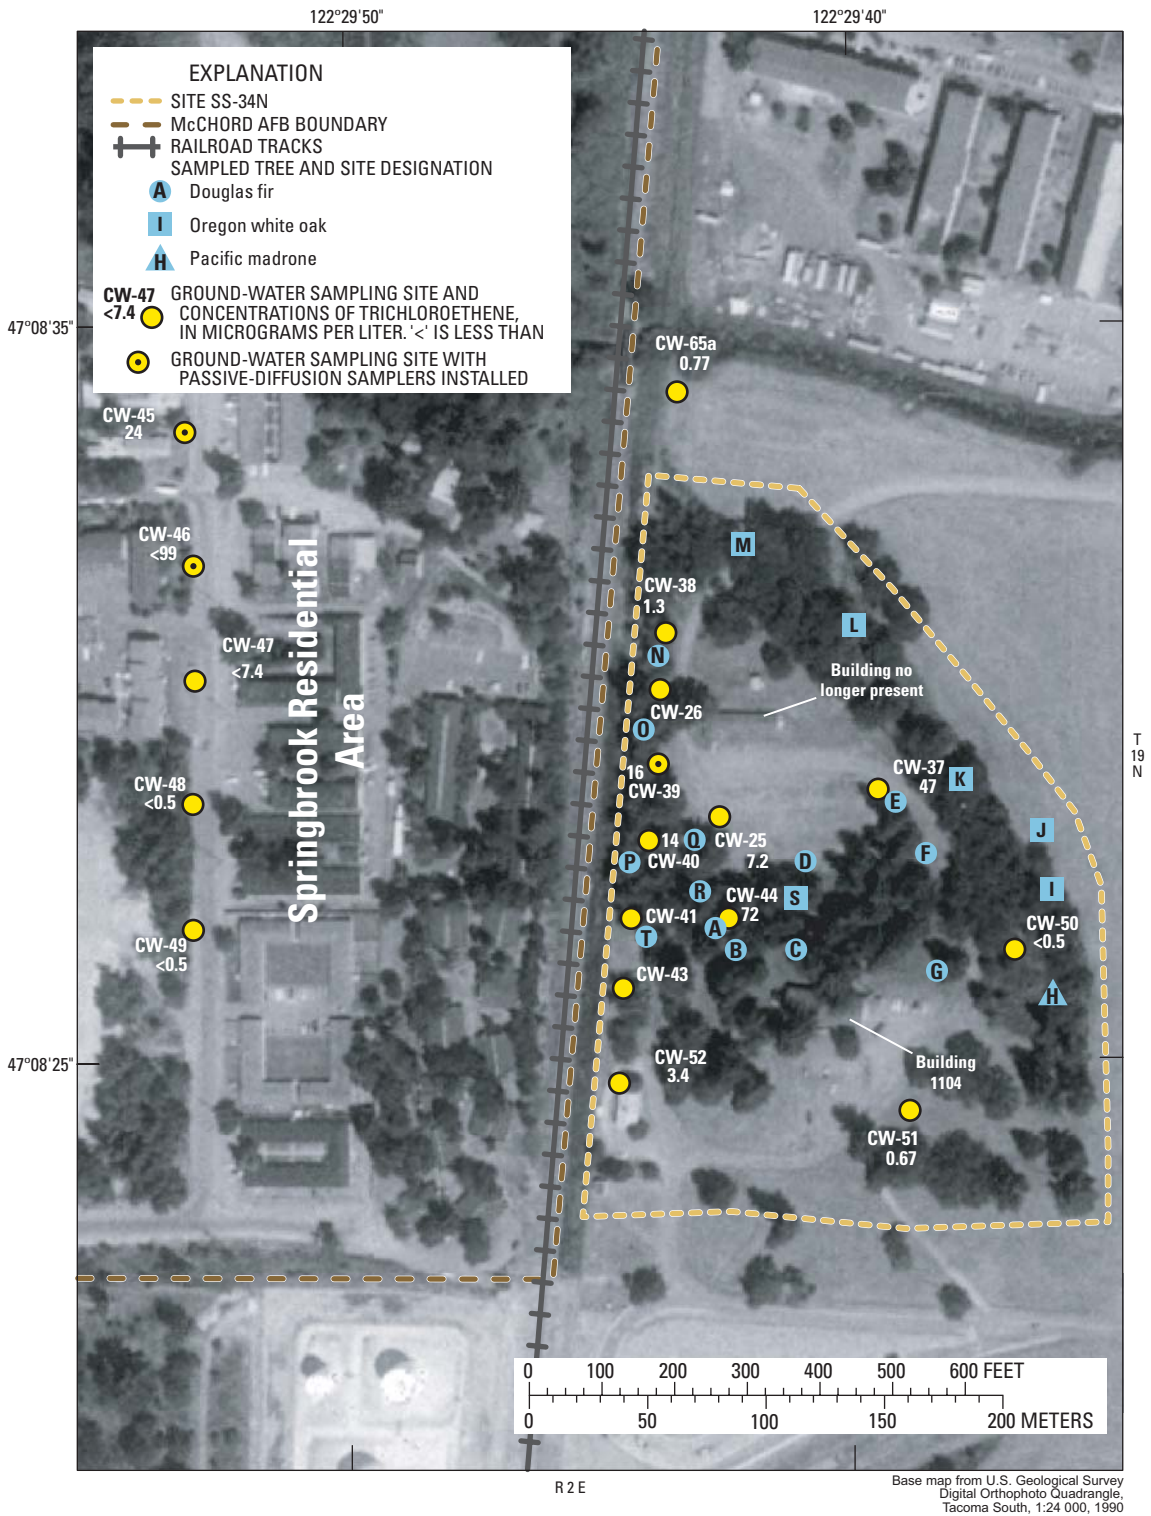 122°29'50"
122°29'40"
EXPLANATION
SITE SS-34N
McCHORD AFB BOUNDARY
RAILROAD TRACKS
SAMPLED TREE AND SITE DESIGNATION
A Douglas fir
I Oregon white oak
H Pacific madrone
CW-47
<7.4
GROUND-WATER SAMPLING SITE AND
CONCENTRATIONS OF TRICHLOROETHENE,
IN MICROGRAMS PER LITER. '<' IS LESS THAN
GROUND-WATER SAMPLING SITE WITH
PASSIVE-DIFFUSION SAMPLERS INSTALLED
47°08'35"
CW-65a
0.77
CW-45
24
CW-46
<99
M
CW-38
1.3
L
N
CW-47
<7.4
Building no
longer present
CW-26
O
Springbrook Residential
Area
T
19
N
16
CW-39
CW-37
47
K
E
CW-48
<0.5
J
14
Q
CW-25
7.2
CW-40
P
D
F
R
S
I
CW-44
72
CW-41
CW-50
<0.5
A
T
B
C
CW-49
<0.5
G
CW-43
H
47°08'25"
CW-52
3.4
Building
1104
CW-51
0.67
0 100 200 300 400 500 600 FEET
0 50 100 150 200 METERS
R 2 E
Base map from U.S. Geological Survey
Digital Orthophoto Quadrangle,
Tacoma South, 1:24 000, 1990